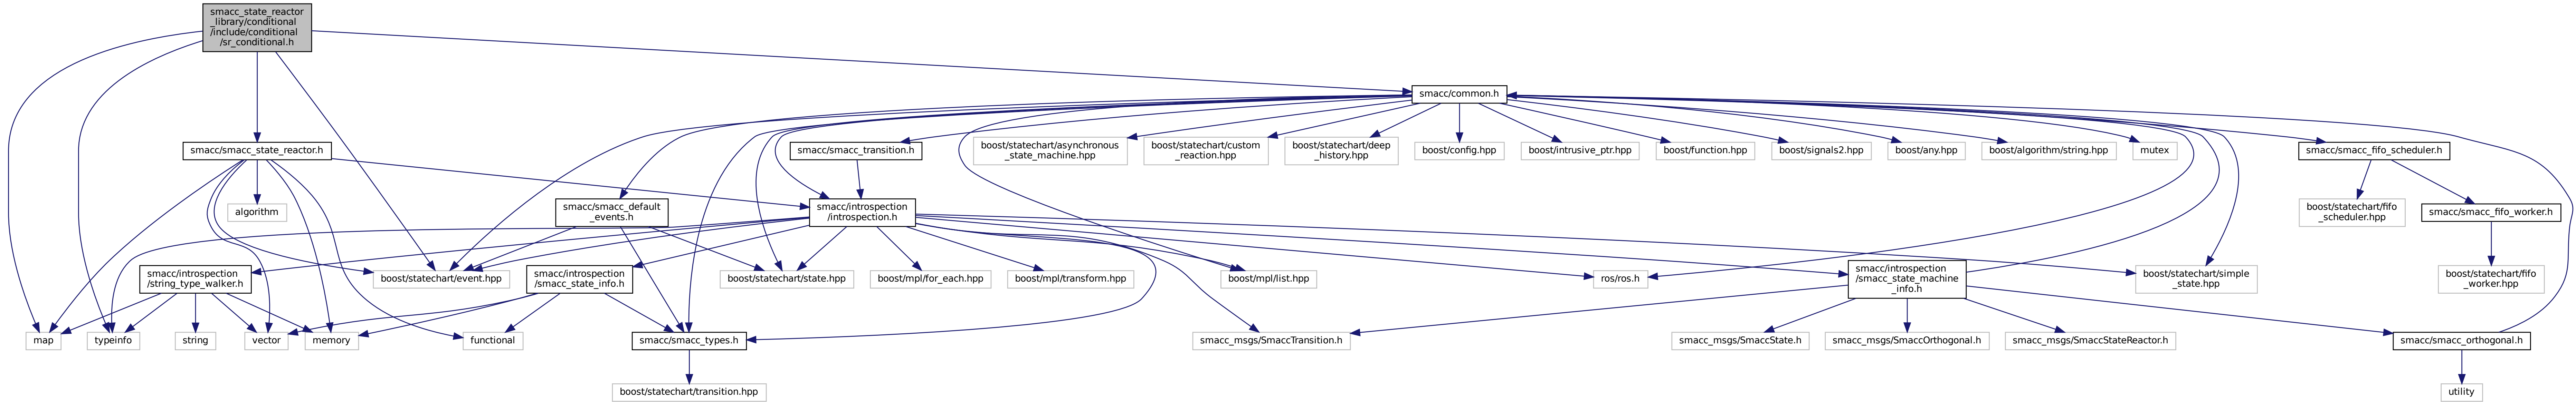 smacc_state_reactor
_library/conditional
/include/conditional
/sr_conditional.h
smacc/common.h
smacc/smacc_state_reactor.h
smacc/smacc_transition.h
boost/statechart/asynchronous
_state_machine.hpp
boost/statechart/custom
_reaction.hpp
boost/statechart/deep
_history.hpp
boost/config.hpp
boost/intrusive_ptr.hpp
boost/function.hpp
boost/signals2.hpp
boost/any.hpp
boost/algorithm/string.hpp
mutex
smacc/smacc_fifo_scheduler.h
algorithm
smacc/smacc_default
_events.h
smacc/introspection
/introspection.h
boost/statechart/fifo
_scheduler.hpp
smacc/smacc_fifo_worker.h
smacc/introspection
/string_type_walker.h
boost/statechart/event.hpp
smacc/introspection
/smacc_state_info.h
boost/statechart/state.hpp
boost/mpl/for_each.hpp
boost/mpl/transform.hpp
boost/mpl/list.hpp
ros/ros.h
smacc/introspection
/smacc_state_machine
_info.h
boost/statechart/simple
_state.hpp
boost/statechart/fifo
_worker.hpp
map
typeinfo
string
vector
memory
functional
smacc/smacc_types.h
smacc_msgs/SmaccTransition.h
smacc_msgs/SmaccState.h
smacc_msgs/SmaccOrthogonal.h
smacc_msgs/SmaccStateReactor.h
smacc/smacc_orthogonal.h
boost/statechart/transition.hpp
utility